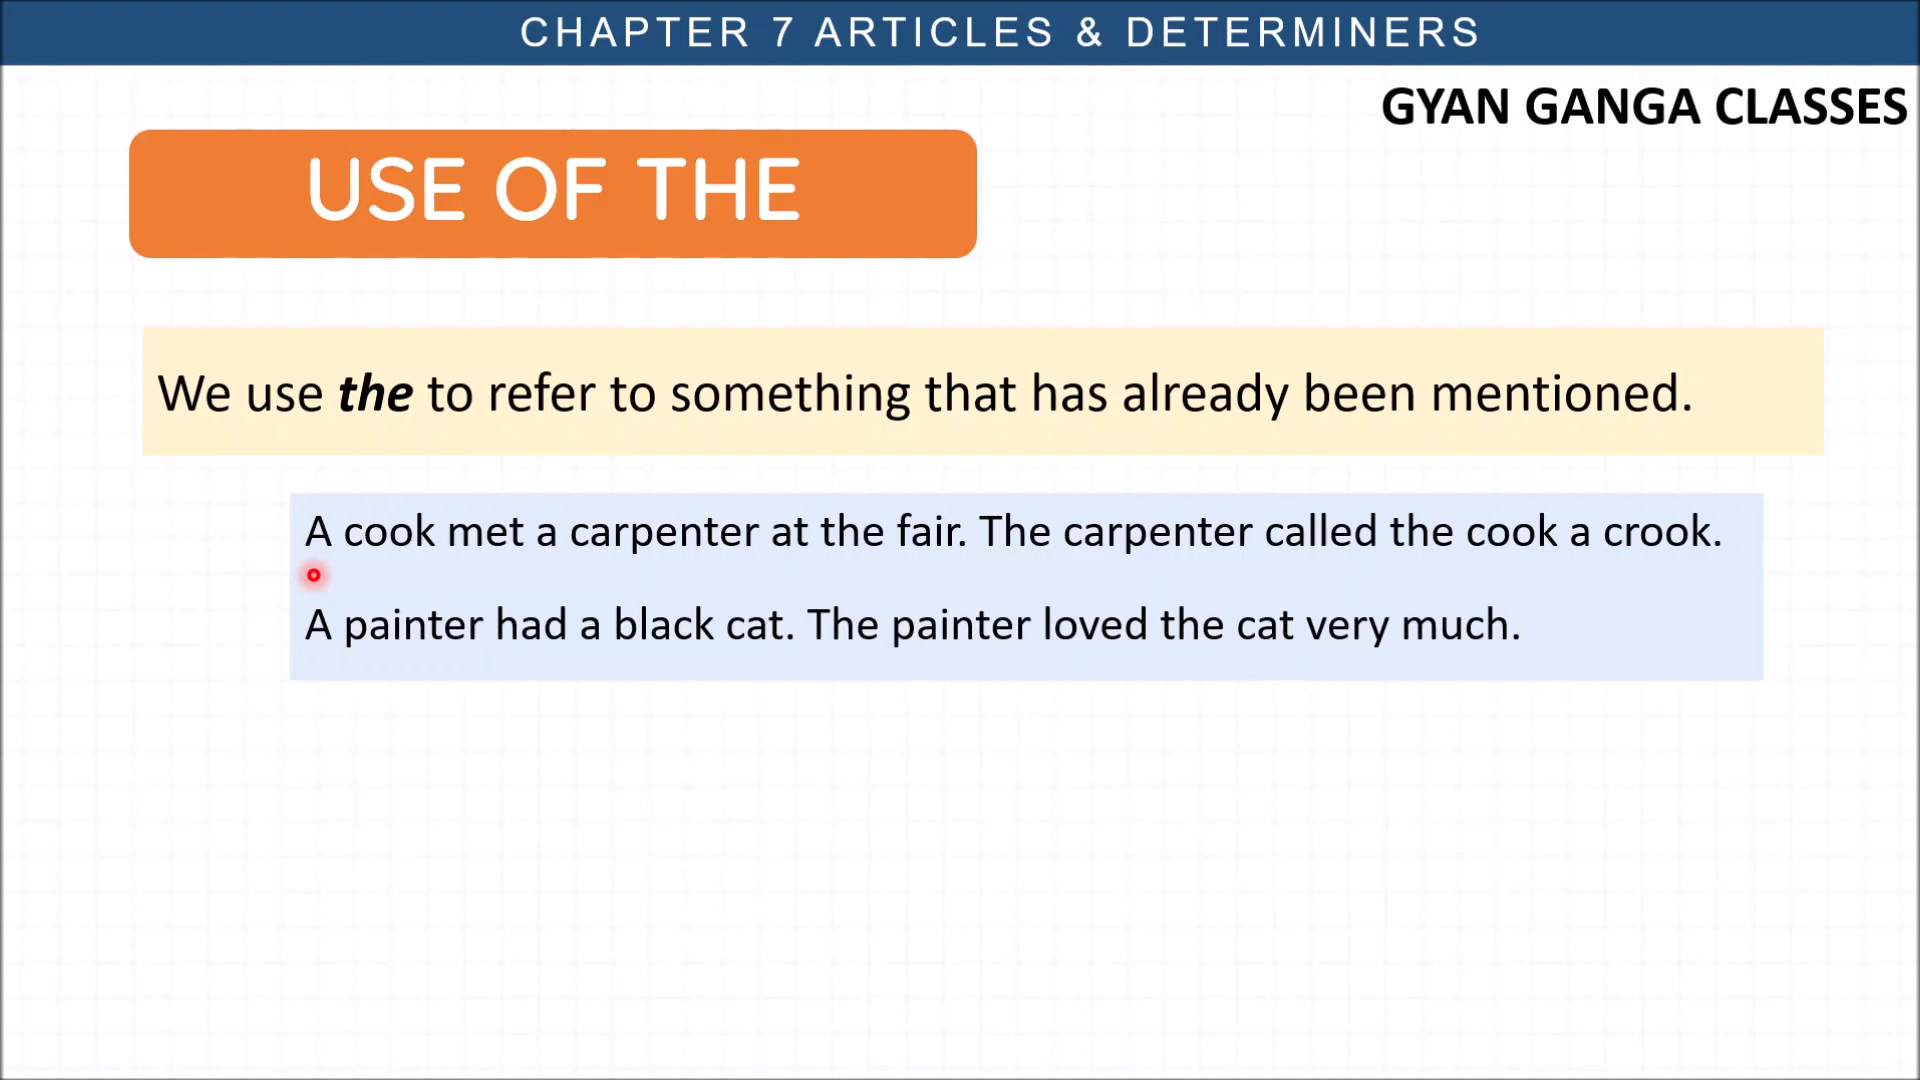 CHAPTER 7 ARTICLES & DETERMINERS
GYAN GANGA CLASSES
USE OF THE
We use the to refer to something that has already been mentioned.
A cook met a carpenter at the fair. The carpenter called the cook a crook.
A painter had a black cat. The painter loved the cat very much.